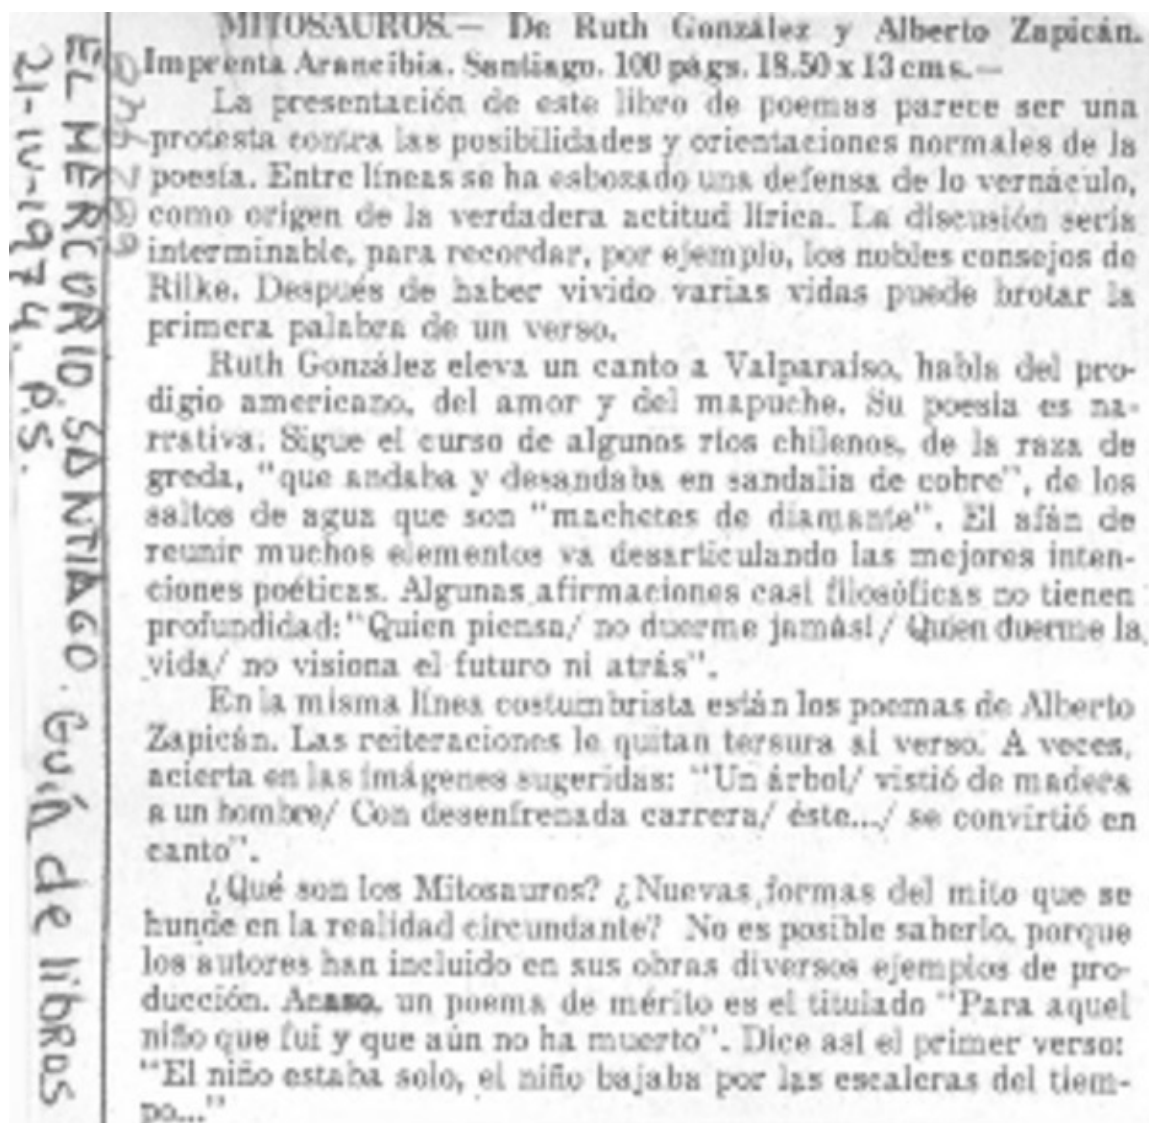 MITOSAUROS.— De Ruth González y Alberto Zapicán.
Imprenta Arancibia. Santiago. 100 págs. 18.50 x 13 cms.—
La presentación de este libro de poemas parece ser una
protesta contra las posibilidades y orientaciones normales de la
poesía. Entre líneas se ha esbozado una defensa de lo vernáculo,
como origen de la verdadera actitud lírica. La discusión sería
interminable, para recordar, por ejemplo, los nobles consejos de
Rilke. Después de haber vivido varias vidas puede brotar la
primera palabra de un verso.
Ruth González eleva un canto a Valparaíso, habla del pro-
digio americano, del amor y del mapuche. Su poesía es na-
rrativa. Sigue el curso de algunos ríos chilenos, de la raza de
greda, "que andaba y desandaba en sandalia de cobre", de los
saltos de agua que son "machetes de diamante". El afán de
reunir muchos elementos va desarticulando las mejores inten-
ciones poéticas. Algunas afirmaciones casi filosóficas no tienen
profundidad: "Quien piensa/ no duerme jamás!/ Quien duerme la
vida/ no visiona el futuro ni atrás".
En la misma línea costumbrista están los poemas de Alberto
Zapicán. Las reiteraciones le quitan tersura al verso. A veces,
acierta en las imágenes sugeridas: "Un árbol/ vistió de madera
a un hombre/ Con desenfrenada carrera/ éste.../ se convirtió en
canto".
¿Qué son los Mitosauros? ¿Nuevas formas del mito que se
hunde en la realidad circundante? No es posible saberlo, porque
los autores han incluido en sus obras diversos ejemplos de pro-
ducción. Acaso, un poema de mérito es el titulado "Para aquel
niño que fui y que aún no ha muerto". Dice así el primer verso:
"El niño estaba solo, el niño bajaba por las escaleras del tiem-
po..."
EL MERCURIO, SANTIAGO. Guía de libros
21-IV-1974. p.5.